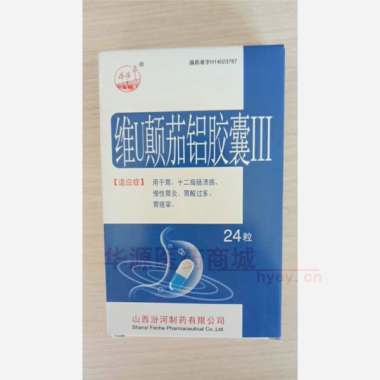 国药准字H14023787
维U颠茄铝胶囊III
【适应症】 用于胃、十二指肠溃疡、
慢性胃炎、胃酸过多、
胃痉挛。
24粒
华源医药商城
hyey.cn
山西汾河制药有限公司
Shanxi Fenhe Pharmaceutical Co.,Ltd.